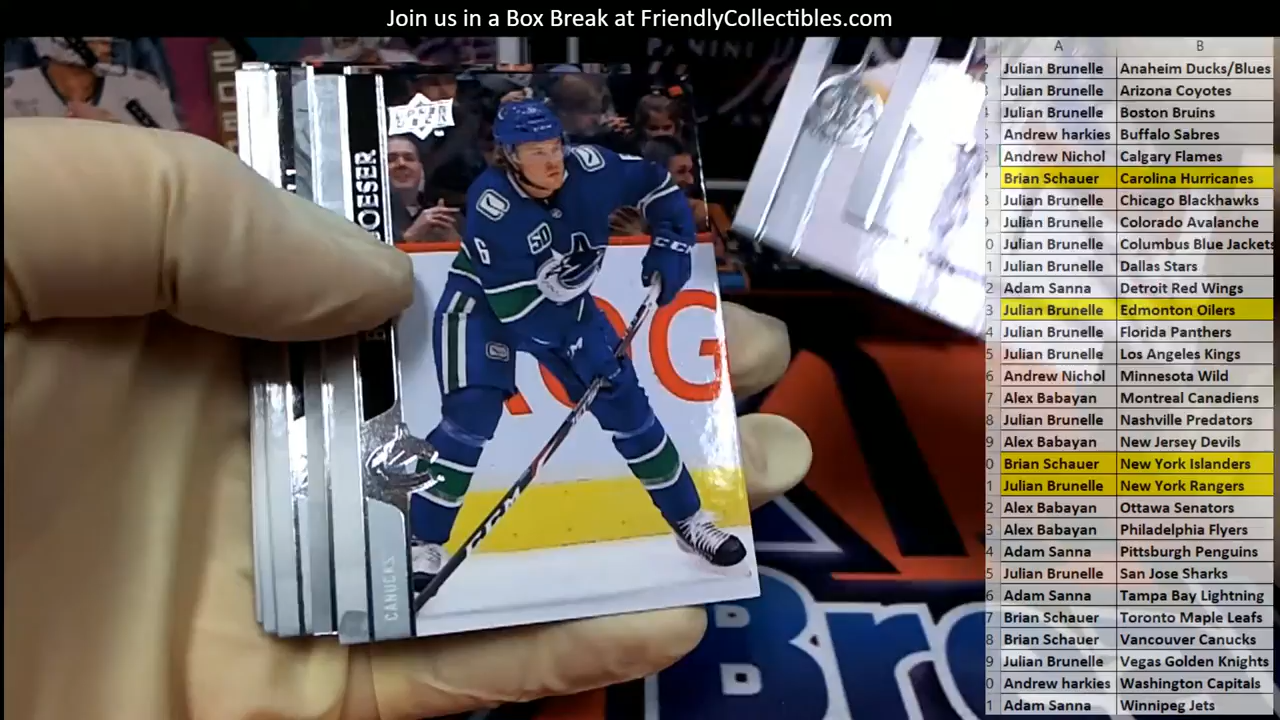 Join us in a Box Break at FriendlyCollectibles.com
PANINI
UPPER DECK
OESER
6
50
CCM
OG
CANUCKS
Bre
A B
Julian Brunelle Anaheim Ducks/Blues
Julian Brunelle Arizona Coyotes
Julian Brunelle Boston Bruins
Andrew harkies Buffalo Sabres
Andrew Nichol Calgary Flames
Brian Schauer Carolina Hurricanes
Julian Brunelle Chicago Blackhawks
Julian Brunelle Colorado Avalanche
Julian Brunelle Columbus Blue Jackets
Julian Brunelle Dallas Stars
Adam Sanna Detroit Red Wings
Julian Brunelle Edmonton Oilers
Julian Brunelle Florida Panthers
Julian Brunelle Los Angeles Kings
Andrew Nichol Minnesota Wild
Alex Babayan Montreal Canadiens
Julian Brunelle Nashville Predators
Alex Babayan New Jersey Devils
Brian Schauer New York Islanders
Julian Brunelle New York Rangers
Alex Babayan Ottawa Senators
Alex Babayan Philadelphia Flyers
Adam Sanna Pittsburgh Penguins
Julian Brunelle San Jose Sharks
Adam Sanna Tampa Bay Lightning
Brian Schauer Toronto Maple Leafs
Brian Schauer Vancouver Canucks
Julian Brunelle Vegas Golden Knights
Andrew harkies Washington Capitals
Adam Sanna Winnipeg Jets